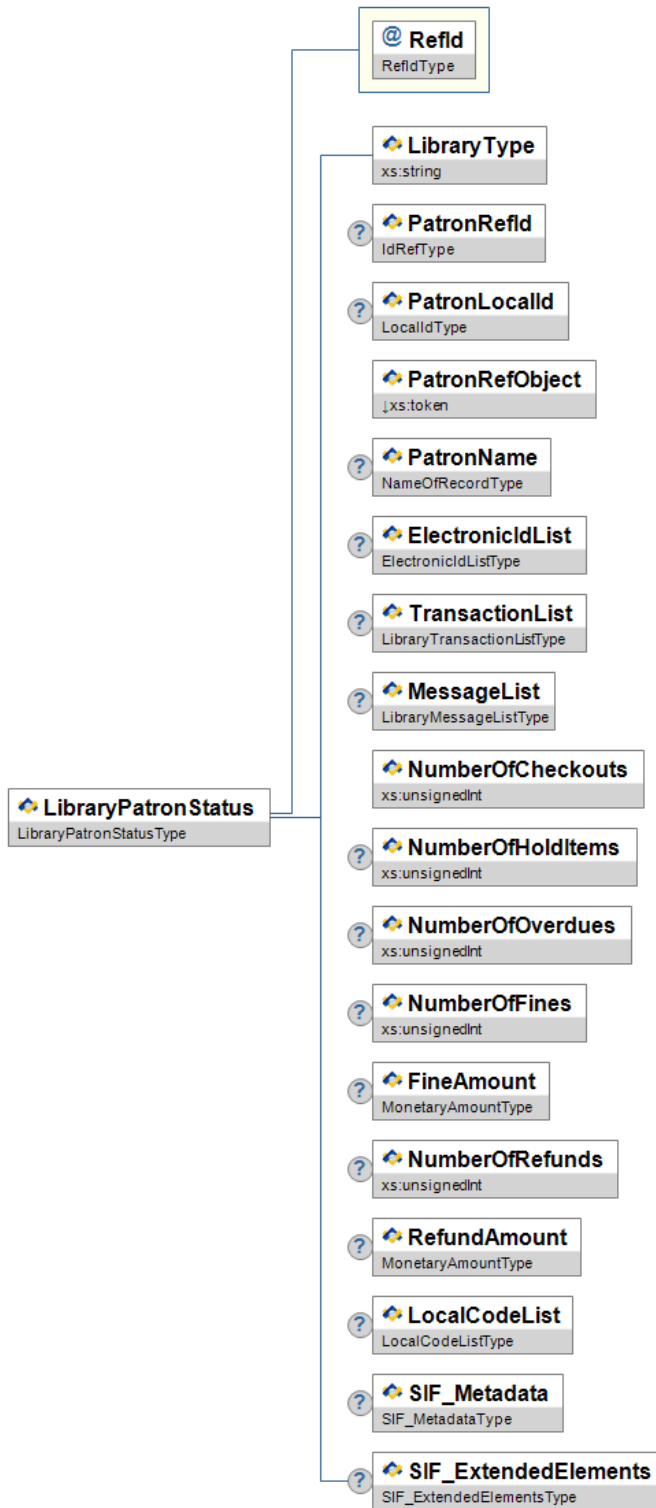 @ RefId
RefIdType
LibraryType
xs:string
? PatronRefId
IdRefType
? PatronLocalId
LocalIdType
PatronRefObject
↓xs:token
? PatronName
NameOfRecordType
? ElectronicIdList
ElectronicIdListType
? TransactionList
LibraryTransactionListType
? MessageList
LibraryMessageListType
NumberOfCheckouts
xs:unsignedInt
LibraryPatronStatus
LibraryPatronStatusType
? NumberOfHoldItems
xs:unsignedInt
? NumberOfOverdues
xs:unsignedInt
? NumberOfFines
xs:unsignedInt
? FineAmount
MonetaryAmountType
? NumberOfRefunds
xs:unsignedInt
? RefundAmount
MonetaryAmountType
? LocalCodeList
LocalCodeListType
? SIF_Metadata
SIF_MetadataType
? SIF_ExtendedElements
SIF_ExtendedElementsType